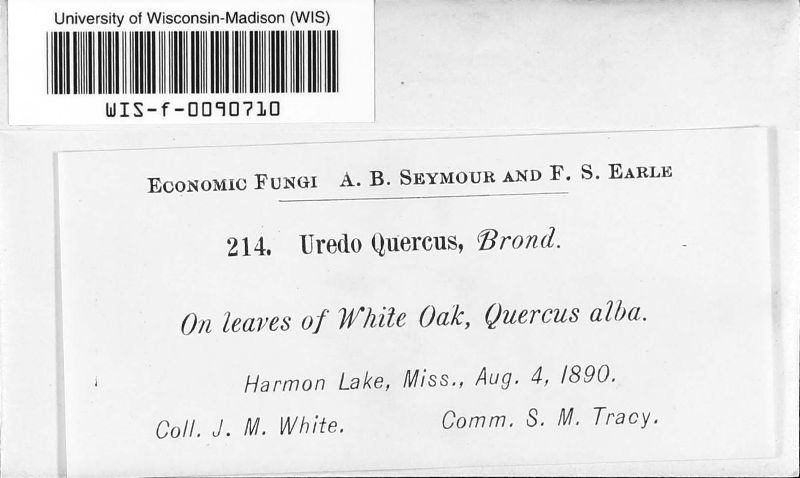 University of Wisconsin-Madison (WIS)
WIS-f-0090710
ECONOMIC FUNGI A. B. SEYMOUR AND F. S. EARLE
214. Uredo Quercus, Brond.
On leaves of White Oak, Quercus alba.
Harmon Lake, Miss., Aug. 4, 1890.
Coll. J. M. White. Comm. S. M. Tracy.